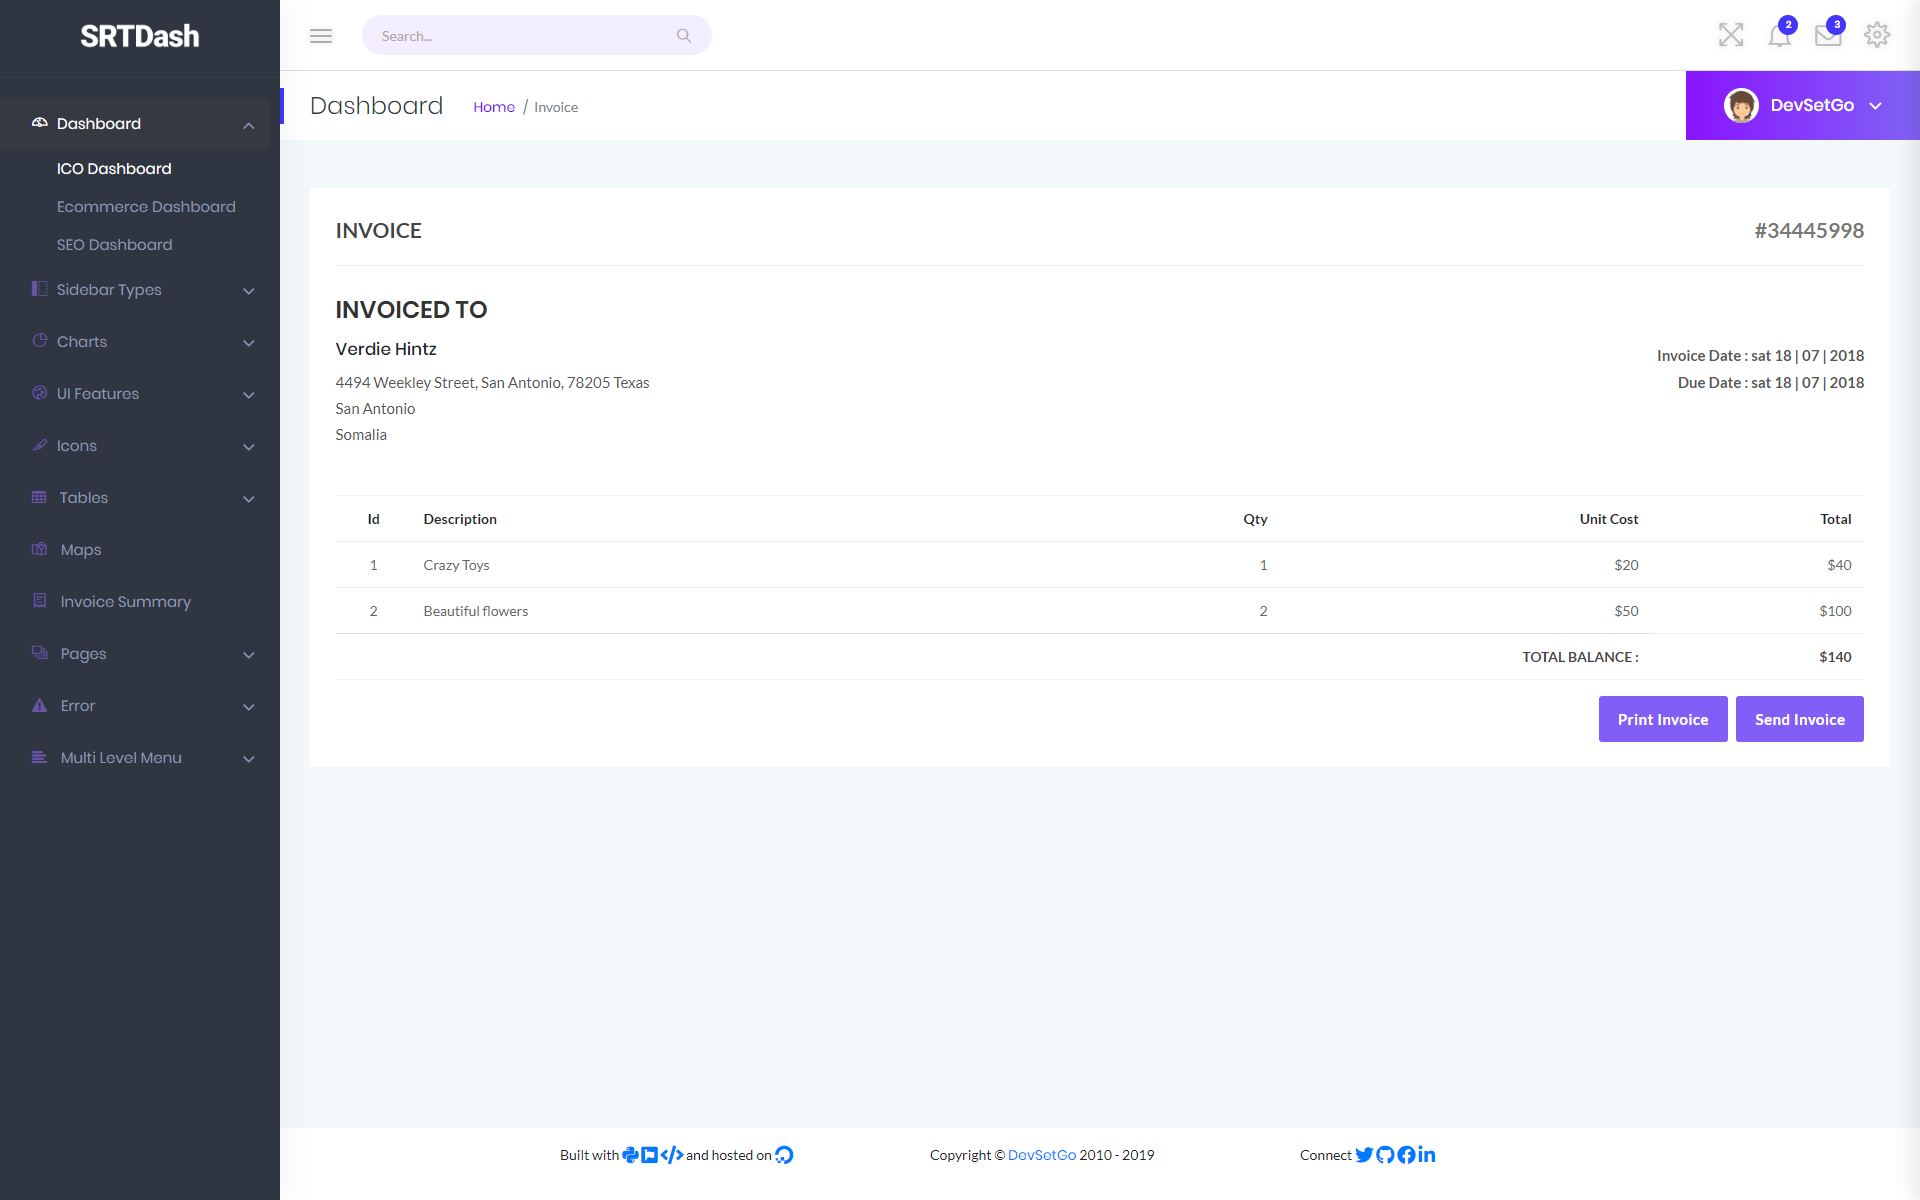 SRTDash
Search...
2
3
Dashboard
Home / Invoice
DevSetGo
Dashboard
ICO Dashboard
Ecommerce Dashboard
SEO Dashboard
Sidebar Types
Charts
UI Features
Icons
Tables
Maps
Invoice Summary
Pages
Error
Multi Level Menu
INVOICE
#34445998
INVOICED TO
Verdie Hintz
4494 Weekley Street, San Antonio, 78205 Texas
San Antonio
Somalia
Invoice Date : sat 18 | 07 | 2018
Due Date : sat 18 | 07 | 2018
Id Description Qty Unit Cost Total
1 Crazy Toys 1 $20 $40
2 Beautiful flowers 2 $50 $100
TOTAL BALANCE : $140
Print Invoice
Send Invoice
Built with and hosted on
Copyright © DevSetGo 2010 - 2019
Connect